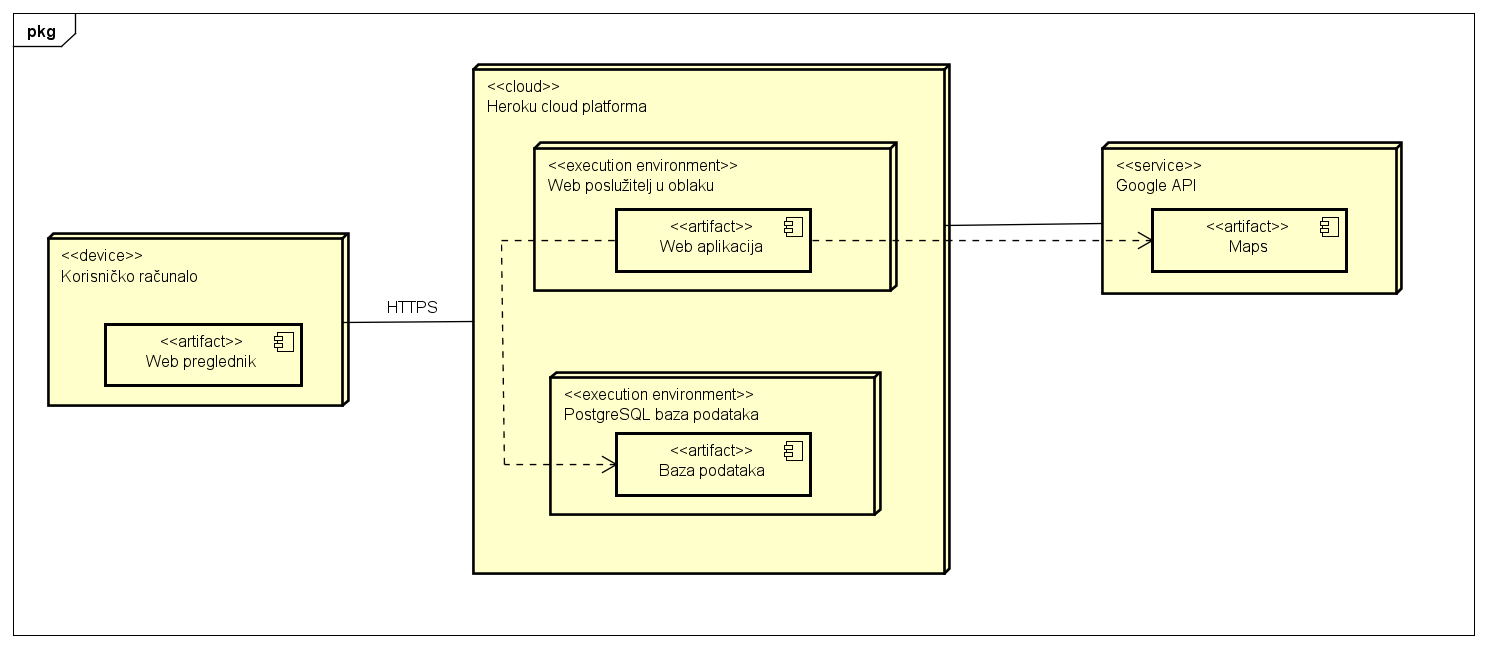 pkg
<<cloud>>
Heroku cloud platforma
<<execution environment>>
Web poslužitelj u oblaku
<<artifact>>
Web aplikacija
<<service>>
Google API
<<artifact>>
Maps
<<device>>
Korisničko računalo
<<artifact>>
Web preglednik
HTTPS
<<execution environment>>
PostgreSQL baza podataka
<<artifact>>
Baza podataka